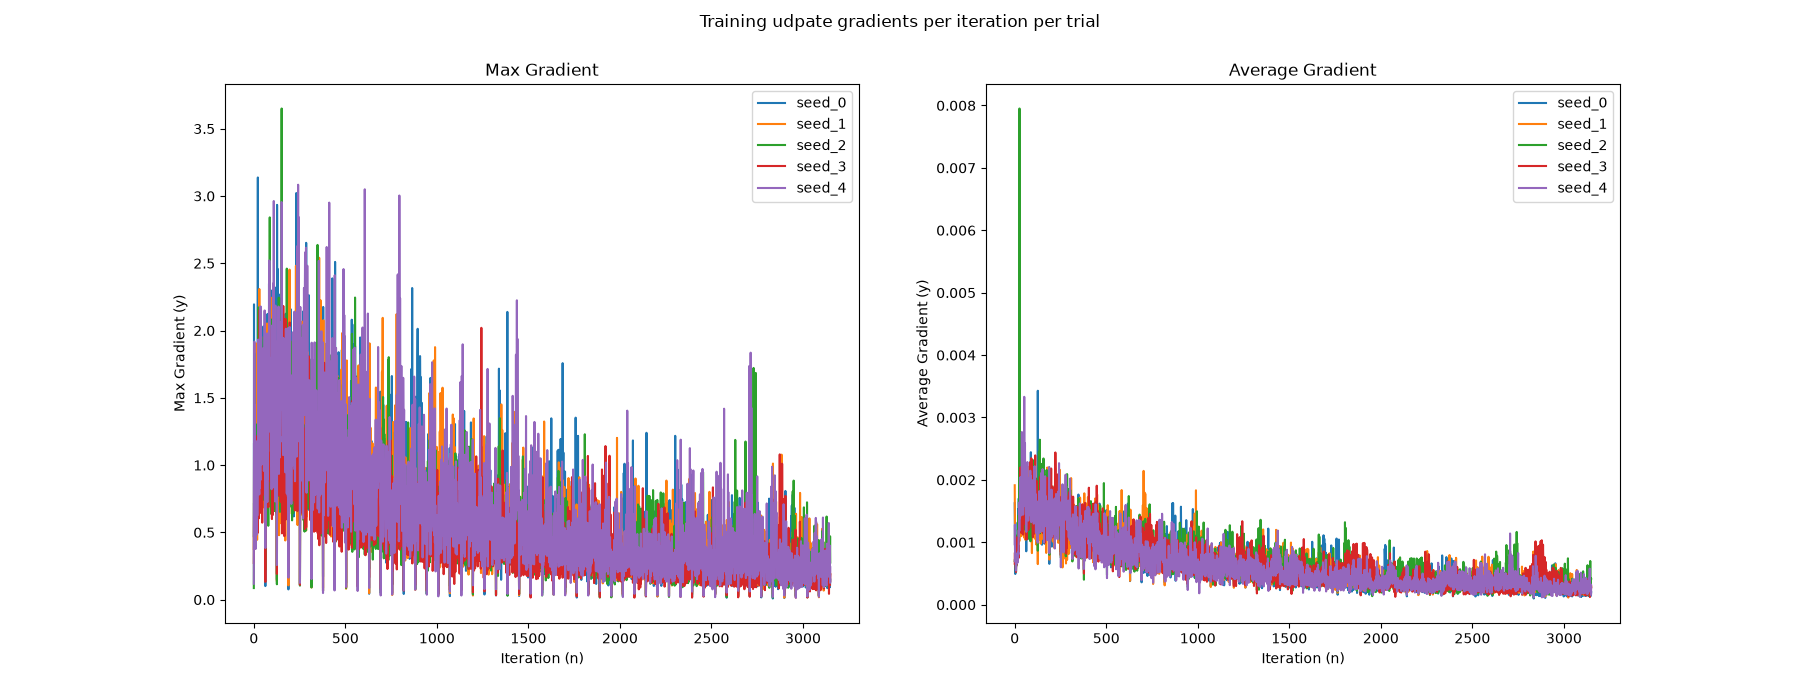 Training udpate gradients per iteration per trial
Max Gradient
Max Gradient (y)
3.5
3.0
2.5
2.0
1.5
1.0
0.5
0.0
0
500
1000
1500
2000
2500
3000
Iteration (n)
seed_0
seed_1
seed_2
seed_3
seed_4
Average Gradient
Average Gradient (y)
0.008
0.007
0.006
0.005
0.004
0.003
0.002
0.001
0.000
0
500
1000
1500
2000
2500
3000
Iteration (n)
seed_0
seed_1
seed_2
seed_3
seed_4